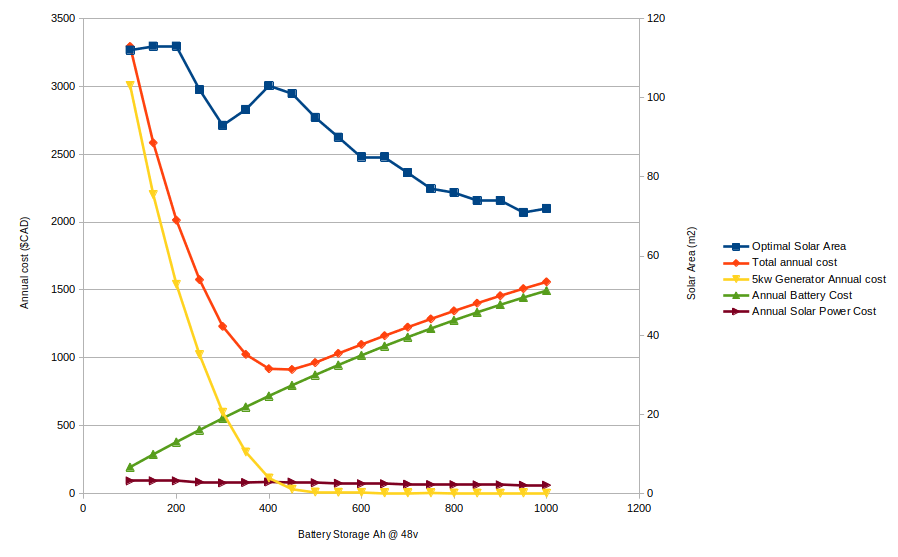 3500
3000
2500
2000
1500
1000
500
0
Annual cost ($CAD)
0
200
400
600
800
1000
1200
Battery Storage Ah @ 48v
120
100
80
60
40
20
0
Solar Area (m2)
Optimal Solar Area
Total annual cost
5kw Generator Annual cost
Annual Battery Cost
Annual Solar Power Cost